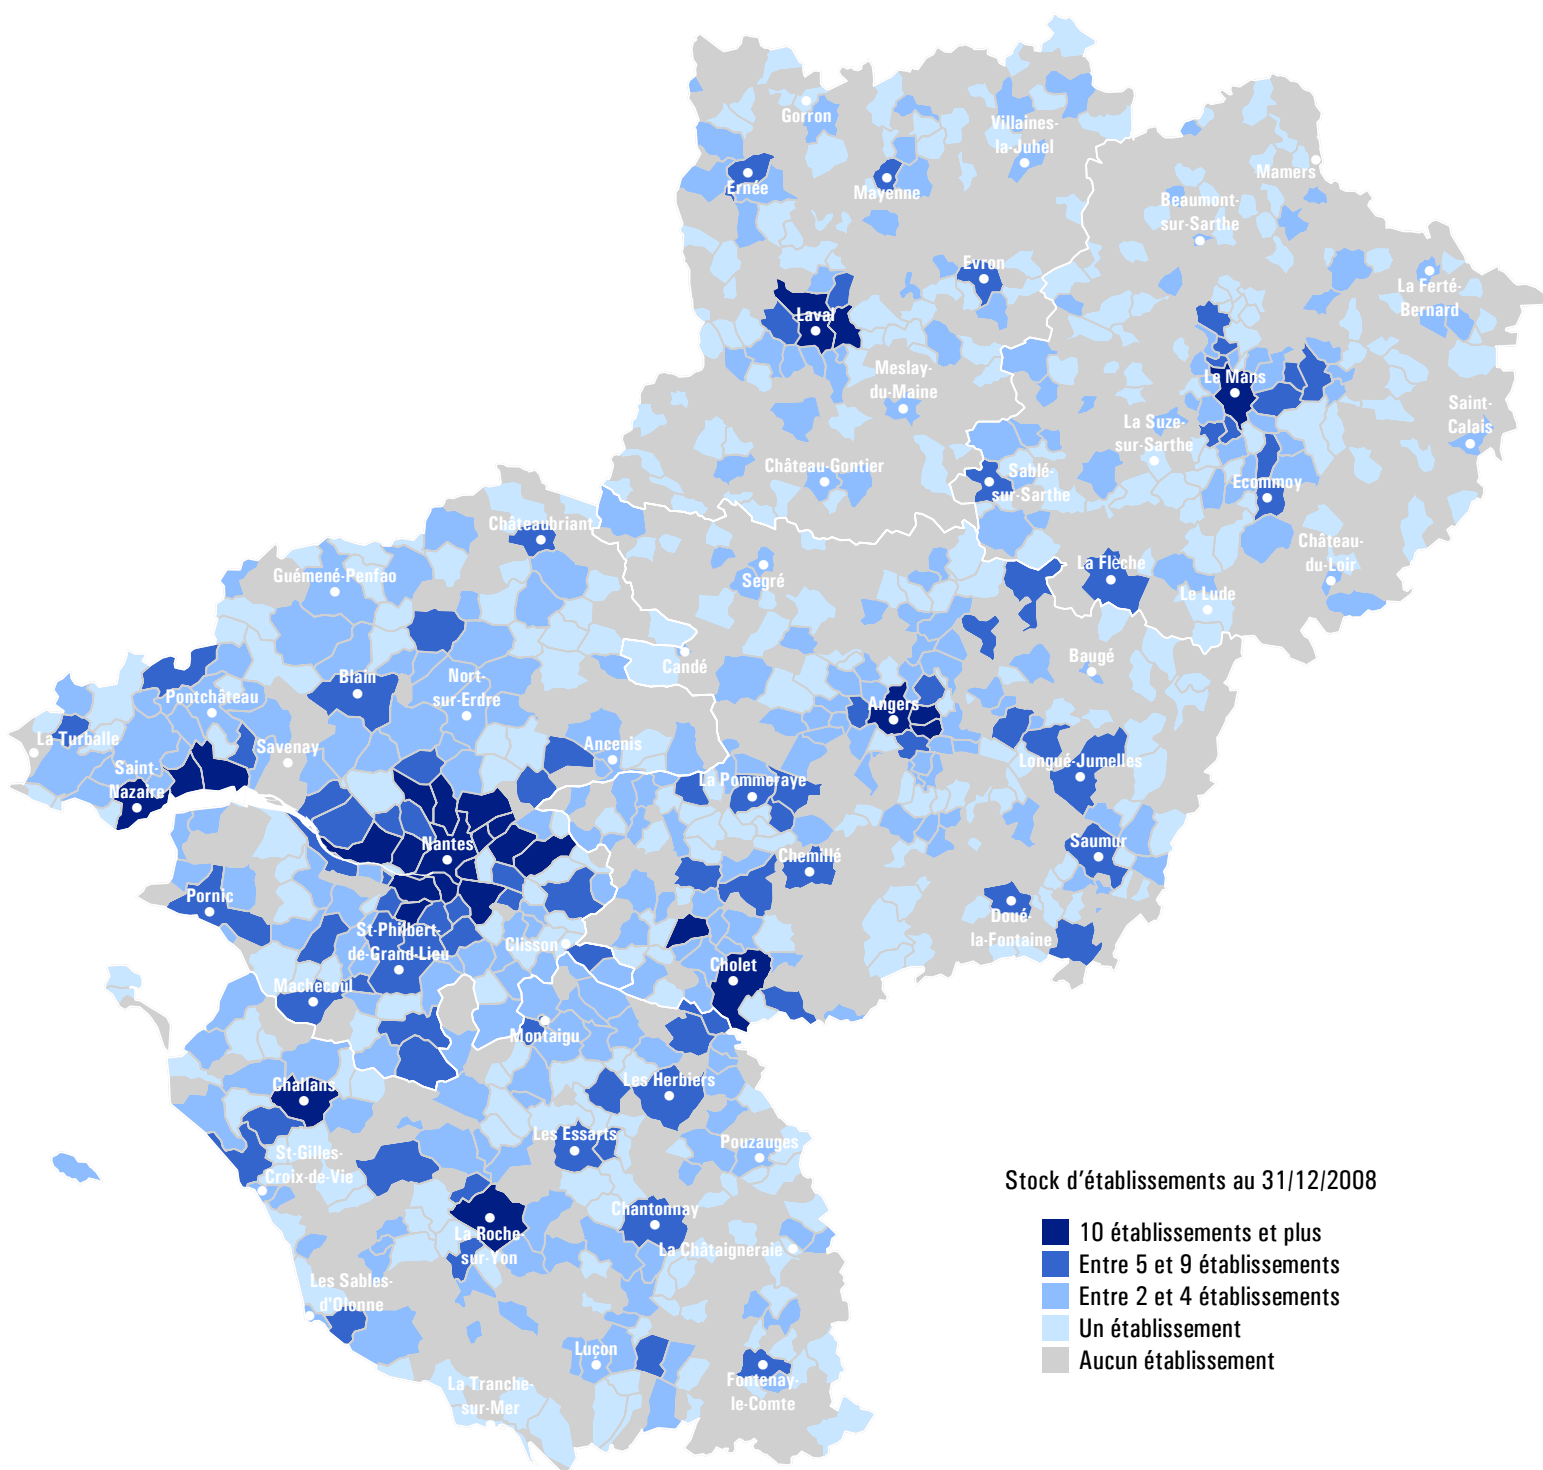 Gorron
Villaines-
la-Juhel
Mamers
Ernée
Mayenne
Beaumont-
sur-Sarthe
Evron
La Ferté-
Bernard
Laval
Meslay-
du-Maine
Le Mans
Saint-
Calais
La Suze-
sur-Sarthe
Château-Gontier
Sablé-
sur-Sarthe
Ecommoy
Châteaubriant
Château-
du-Loir
Guémené-Penfao
Segré
La Flèche
Le Lude
Candé
Baugé
Blain
Nort-
sur-Erdre
Pontchâteau
Angers
La Turballe
Savenay
Ancenis
Saint-
Nazaire
La Pommeraye
Longué-Jumelles
Nantes
Chemillé
Saumur
Pornic
St-Philbert-
de-Grand-Lieu
Clisson
Doué-
la-Fontaine
Cholet
Machecoul
Montaigu
Challans
Les Herbiers
Les Essarts
Pouzauges
St-Gilles-
Croix-de-Vie
Chantonnay
La Roche-
sur-Yon
La Châtaigneraie
Les Sables-
d'Olonne
Luçon
La Tranche-
sur-Mer
Fontenay-
le-Comte
Stock d'établissements au 31/12/2008
10 établissements et plus
Entre 5 et 9 établissements
Entre 2 et 4 établissements
Un établissement
Aucun établissement